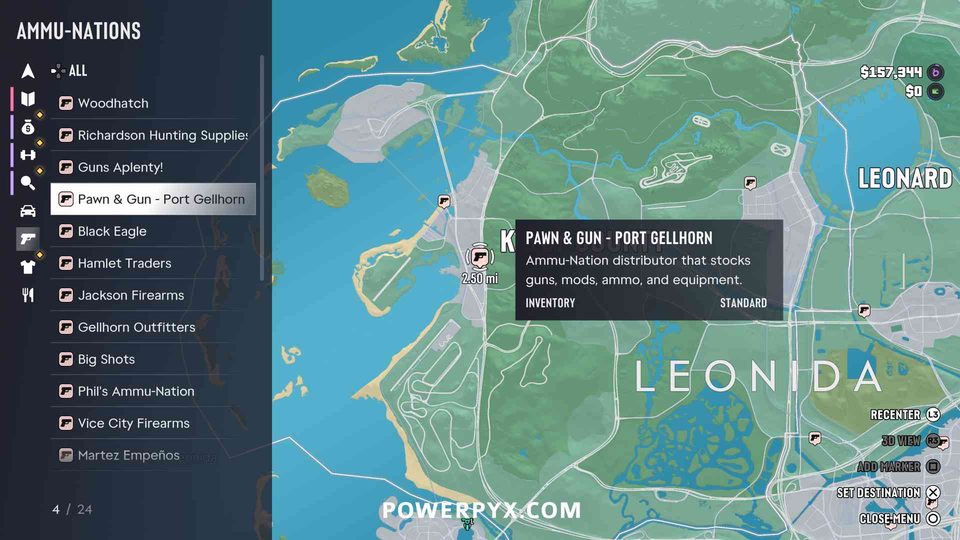 AMMU-NATIONS
ALL
Woodhatch
Richardson Hunting Supplies
Guns Aplenty!
Pawn & Gun - Port Gellhorn
Black Eagle
Hamlet Traders
Jackson Firearms
Gellhorn Outfitters
Big Shots
Phil's Ammu-Nation
Vice City Firearms
Martez Empeños
4 / 24
$157,344
$0
LEONARD
K
2.50 mi
PAWN & GUN - PORT GELLHORN
Ammu-Nation distributor that stocks
guns, mods, ammo, and equipment.
INVENTORY STANDARD
LEONIDA
RECENTER L3
3D VIEW R3
ADD MARKER
SET DESTINATION
CLOSE MENU
POWERPYX.COM